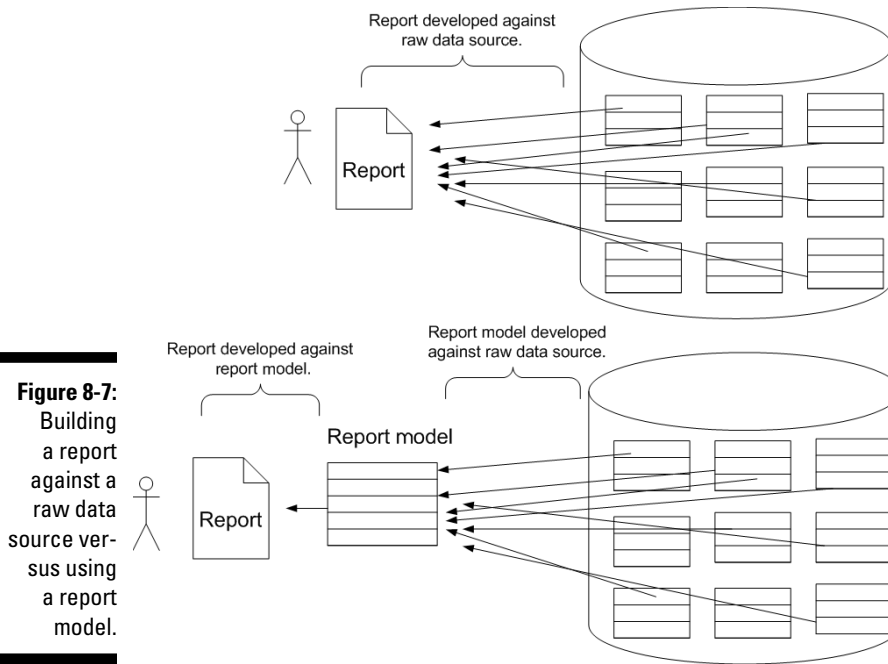 Report developed against
raw data source.
Report
Report developed against
report model.
Report model developed
against raw data source.
Report model
Report
Figure 8-7:
Building
a report
against a
raw data
source ver-
sus using
a report
model.